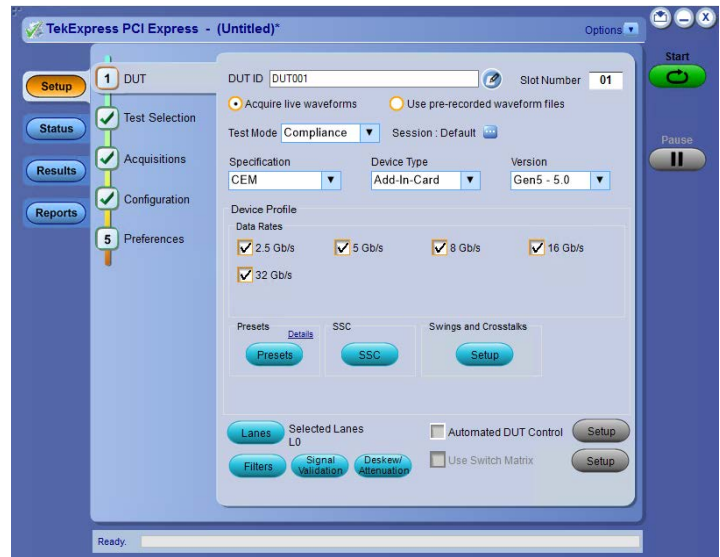 TekExpress PCI Express - (Untitled)*
Options
Start
Pause
Setup
Status
Results
Reports
1 DUT
Test Selection
Acquisitions
Configuration
5 Preferences
DUT ID DUT001
Slot Number 01
Acquire live waveforms
Use pre-recorded waveform files
Test Mode Compliance
Session : Default
Specification
Device Type
Version
CEM
Add-In-Card
Gen5 - 5.0
Device Profile
Data Rates
2.5 Gb/s
5 Gb/s
8 Gb/s
16 Gb/s
32 Gb/s
Presets
Details
SSC
Swings and Crosstalks
Presets
SSC
Setup
Lanes
Selected Lanes
L0
Automated DUT Control
Setup
Filters
Signal
Validation
Deskew/
Attenuation
Use Switch Matrix
Setup
Ready.